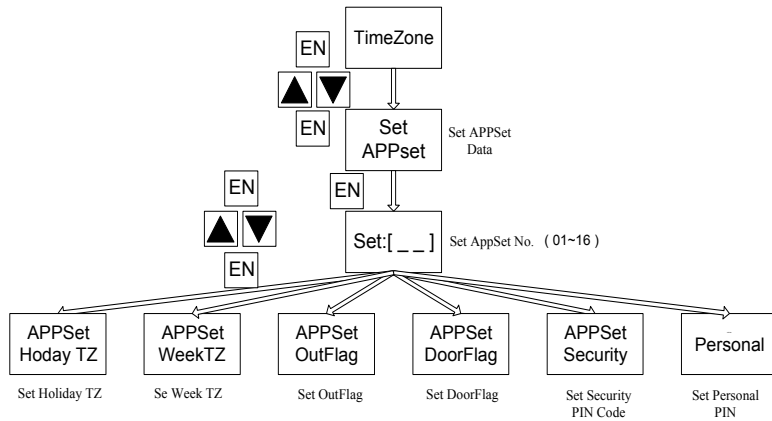 TimeZone
EN
EN
Set
APPset
Set APPSet
Data
EN
EN
EN
Set:[ _ _ ]
Set AppSet No. ( 01~16 )
APPSet
Hoday TZ
APPSet
WeekTZ
APPSet
OutFlag
APPSet
DoorFlag
APPSet
Security
Personal
Set Holiday TZ
Se Week TZ
Set OutFlag
Set DoorFlag
Set Security
PIN Code
Set Personal
PIN